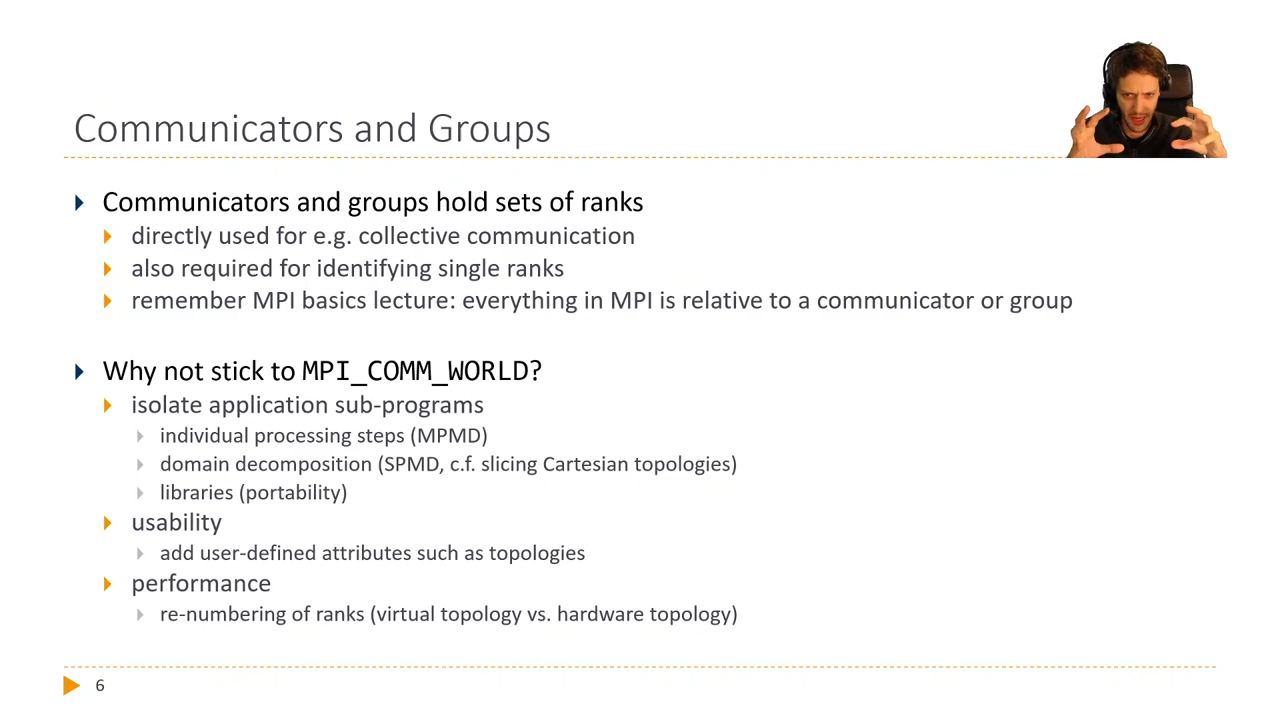 Communicators and Groups
Communicators and groups hold sets of ranks
directly used for e.g. collective communication
also required for identifying single ranks
remember MPI basics lecture: everything in MPI is relative to a communicator or group
Why not stick to MPI_COMM_WORLD?
isolate application sub-programs
individual processing steps (MPMD)
domain decomposition (SPMD, c.f. slicing Cartesian topologies)
libraries (portability)
usability
add user-defined attributes such as topologies
performance
re-numbering of ranks (virtual topology vs. hardware topology)
6